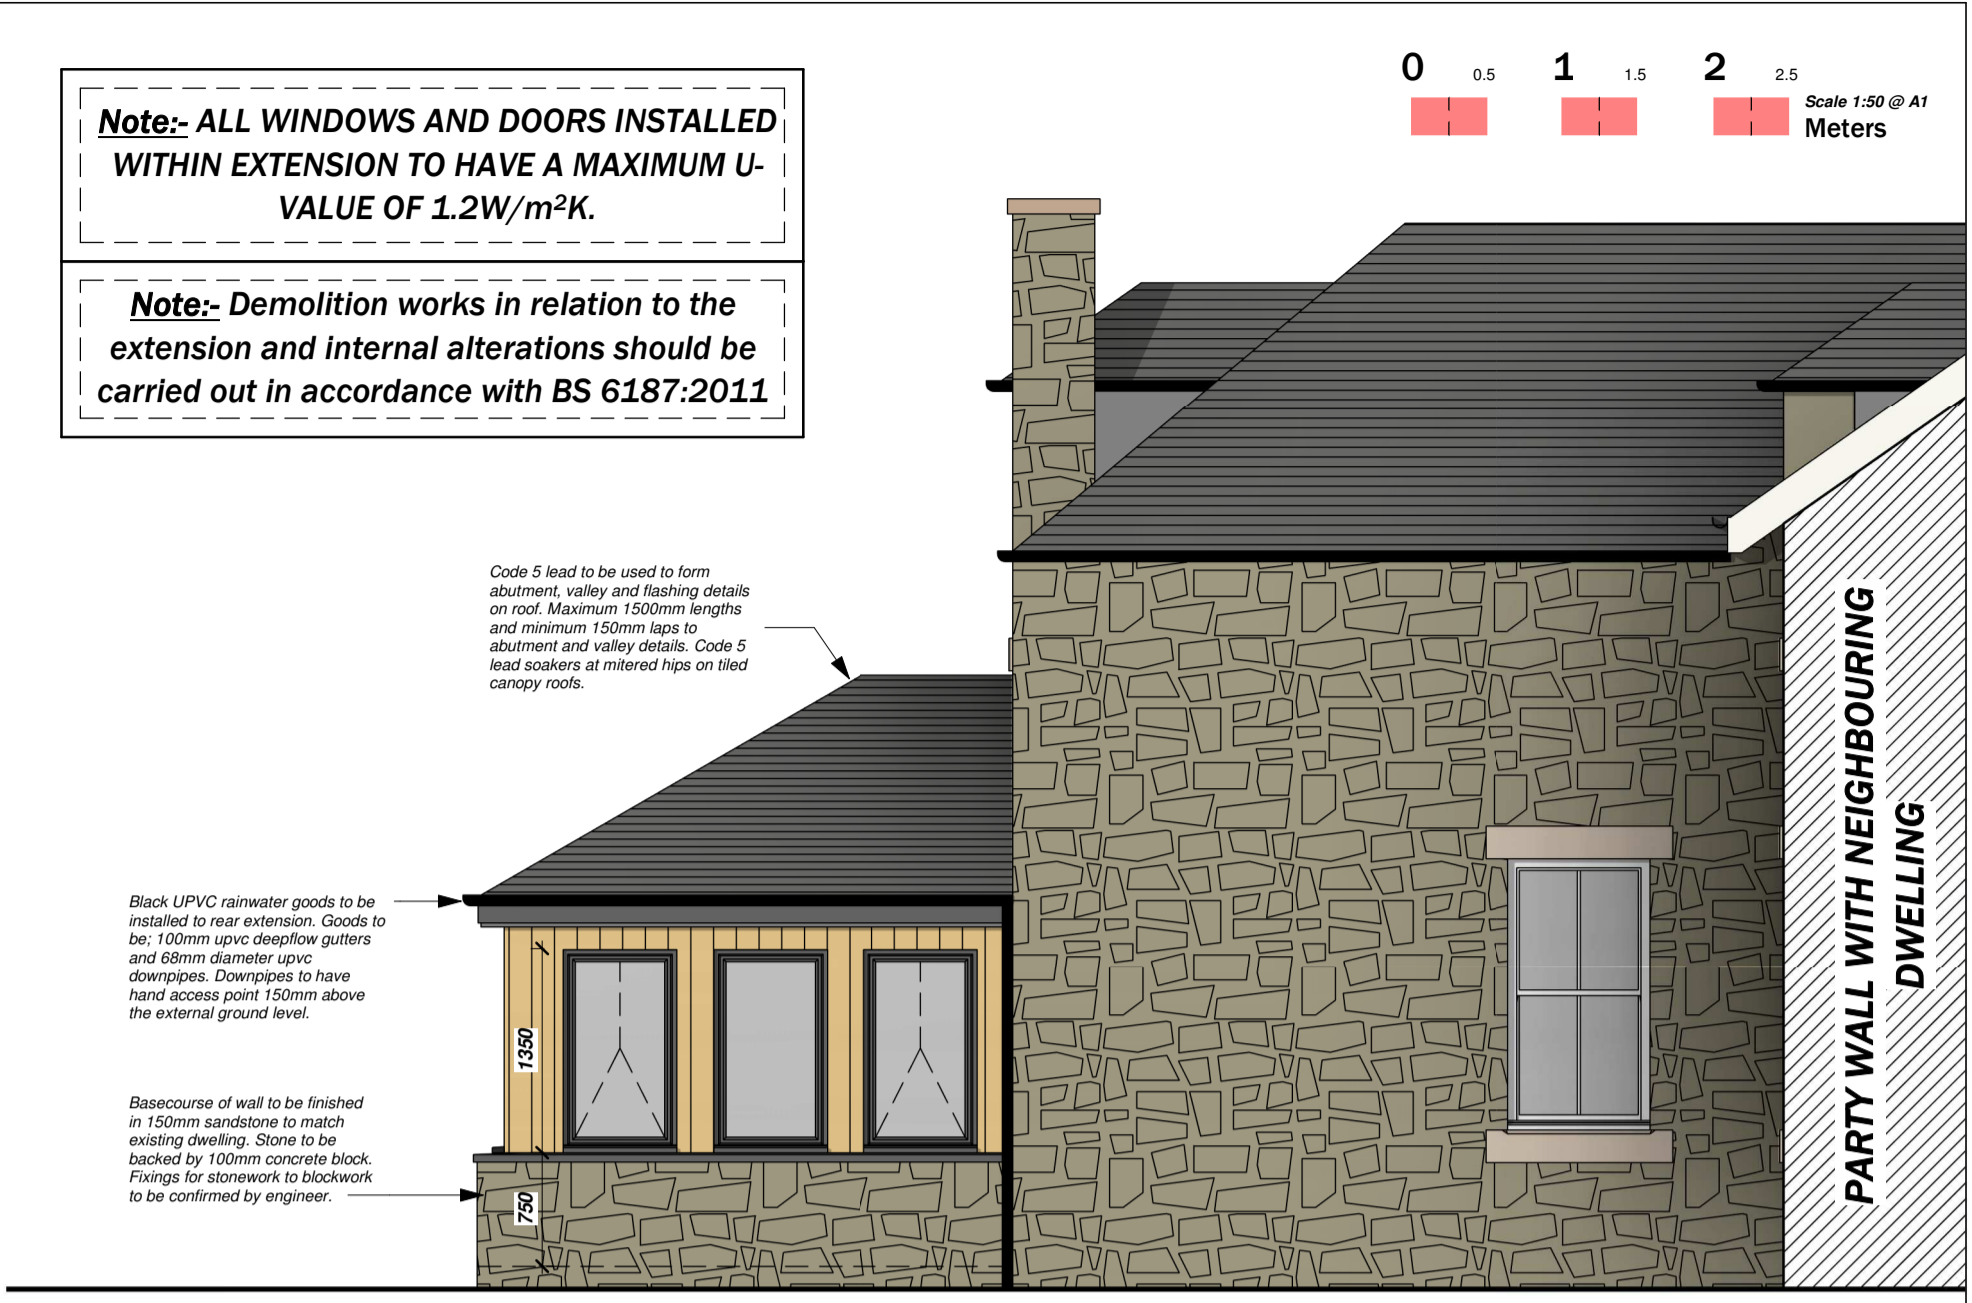 Note:- ALL WINDOWS AND DOORS INSTALLED
WITHIN EXTENSION TO HAVE A MAXIMUM U-
VALUE OF 1.2W/m²K.
Note:- Demolition works in relation to the
extension and internal alterations should be
carried out in accordance with BS 6187:2011
0 0.5 1 1.5 2 2.5
Scale 1:50 @ A1
Meters
Code 5 lead to be used to form
abutment, valley and flashing details
on roof. Maximum 1500mm lengths
and minimum 150mm laps to
abutment and valley details. Code 5
lead soakers at mitered hips on tiled
canopy roofs.
Black UPVC rainwater goods to be
installed to rear extension. Goods to
be; 100mm upvc deepflow gutters
and 68mm diameter upvc
downpipes. Downpipes to have
hand access point 150mm above
the external ground level.
Basecourse of wall to be finished
in 150mm sandstone to match
existing dwelling. Stone to be
backed by 100mm concrete block.
Fixings for stonework to blockwork
to be confirmed by engineer.
1350
750
PARTY WALL WITH NEIGHBOURING
DWELLING